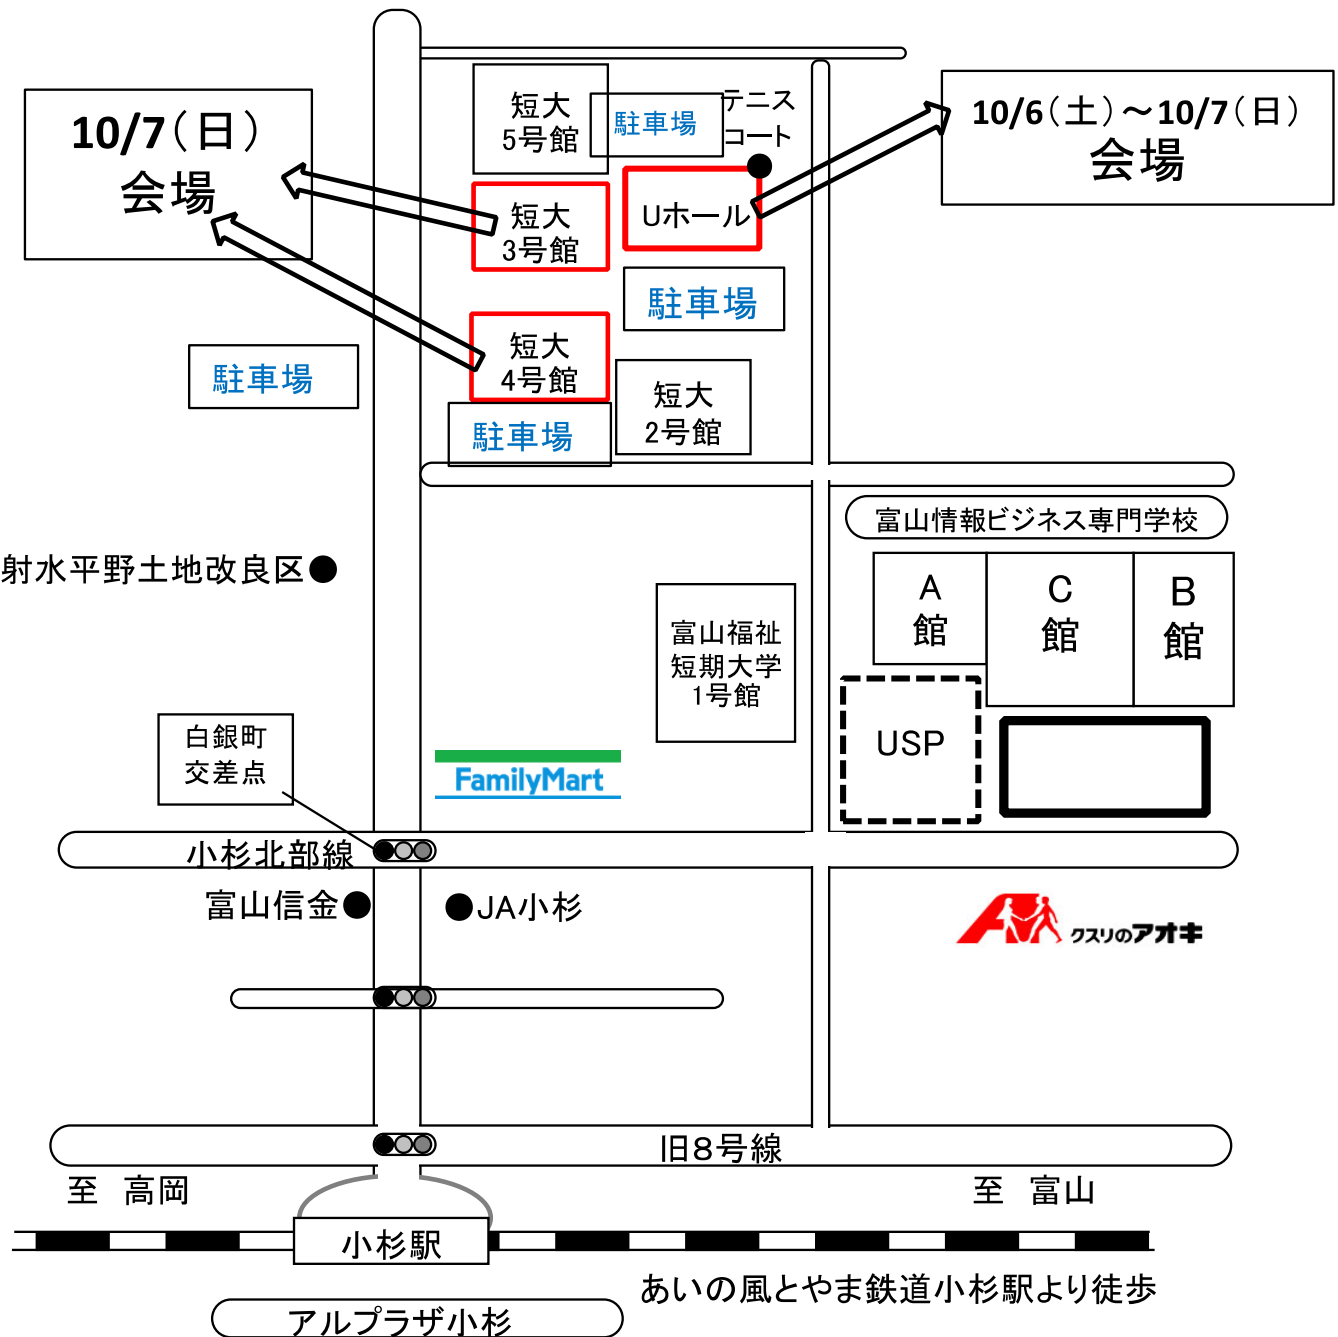 10/7（日）
会場
短大
5号館
駐車場
テニス
コート
10/6（土）～10/7（日）
会場
短大
3号館
Uホール
駐車場
短大
4号館
駐車場
短大
2号館
駐車場
富山情報ビジネス専門学校
射水平野土地改良区
A
館
C
館
B
館
富山福祉
短期大学
1号館
白銀町
交差点
FamilyMart
USP
小杉北部線
富山信金
JA小杉
クスリのアオキ
旧8号線
至 高岡
至 富山
小杉駅
あいの風とやま鉄道小杉駅より徒歩
アルプラザ小杉